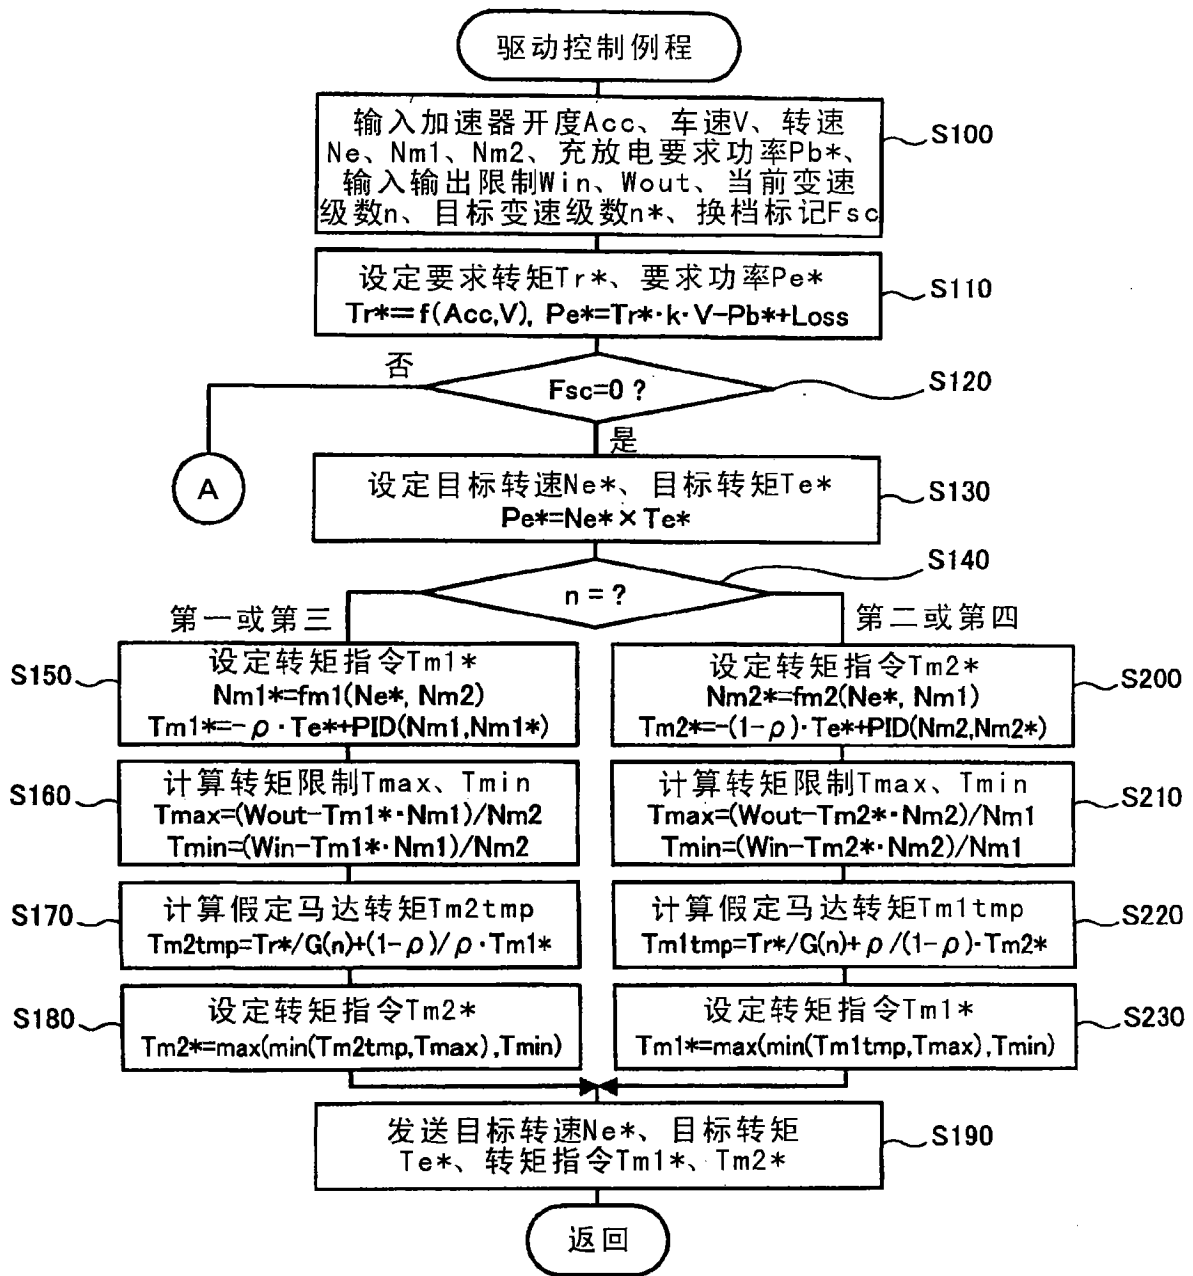 驱动控制例程
输入加速器开度Acc、车速V、转速
Ne、Nm1、Nm2、充放电要求功率Pb*、
输入输出限制Win、Wout、当前变速
级数n、目标变速级数n*、换档标记Fsc
S100
设定要求转矩Tr*、要求功率Pe*
Tr*=f(Acc,V), Pe*=Tr*·k·V-Pb*+Loss
S110
否
Fsc=0 ?
S120
是
A
设定目标转速Ne*、目标转矩Te*
Pe*=Ne*×Te*
S130
n = ?
S140
第一或第三
第二或第四
S150
设定转矩指令Tm1*
Nm1*=fm1(Ne*, Nm2)
Tm1*=-ρ·Te*+PID(Nm1,Nm1*)
设定转矩指令Tm2*
Nm2*=fm2(Ne*, Nm1)
Tm2*=-(1-ρ)·Te*+PID(Nm2,Nm2*)
S200
S160
计算转矩限制Tmax、Tmin
Tmax=(Wout-Tm1*·Nm1)/Nm2
Tmin=(Win-Tm1*·Nm1)/Nm2
计算转矩限制Tmax、Tmin
Tmax=(Wout-Tm2*·Nm2)/Nm1
Tmin=(Win-Tm2*·Nm2)/Nm1
S210
S170
计算假定马达转矩Tm2tmp
Tm2tmp=Tr*/G(n)+(1-ρ)/ρ·Tm1*
计算假定马达转矩Tm1tmp
Tm1tmp=Tr*/G(n)+ρ/(1-ρ)·Tm2*
S220
S180
设定转矩指令Tm2*
Tm2*=max(min(Tm2tmp,Tmax),Tmin)
设定转矩指令Tm1*
Tm1*=max(min(Tm1tmp,Tmax),Tmin)
S230
发送目标转速Ne*、目标转矩
Te*、转矩指令Tm1*、Tm2*
S190
返回